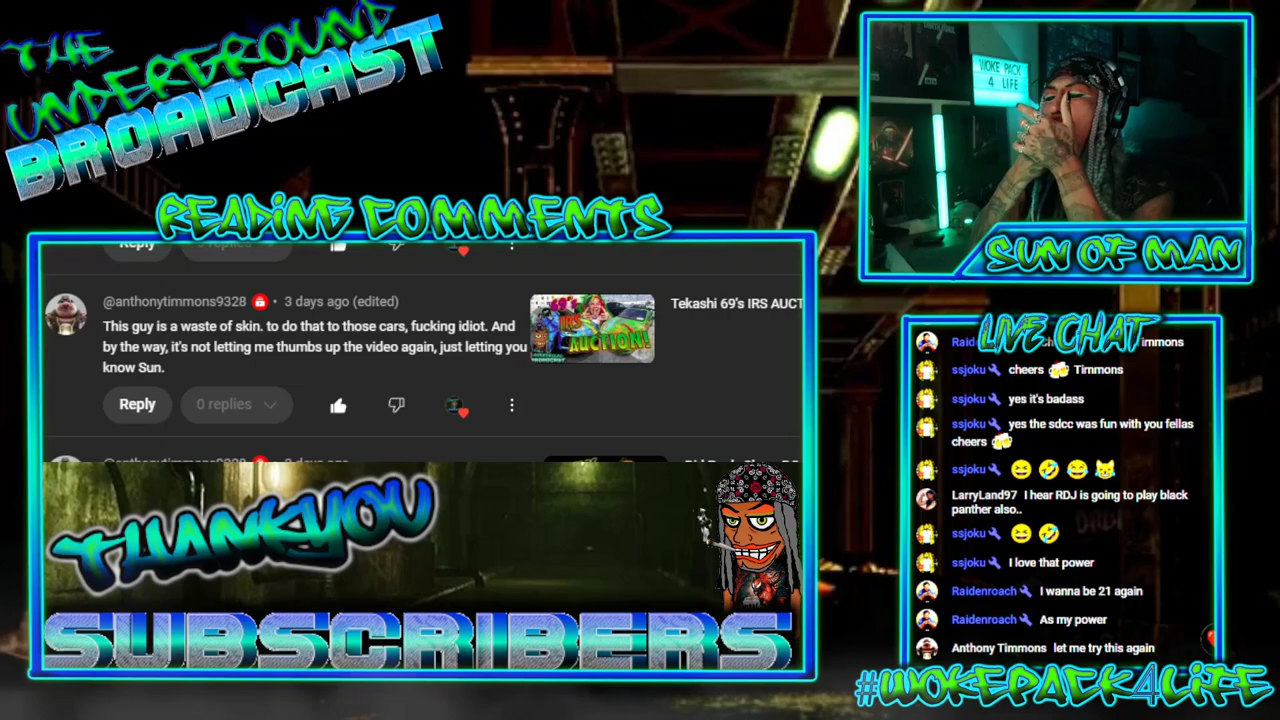 THE
UNDERGROUND
BROADCAST
WOKE PACK
4 LIFE
SUN OF MAN
READING COMMENTS
Reply
@anthonytimmons9328 • 3 days ago (edited)
This guy is a waste of skin. to do that to those cars, fucking idiot. And
by the way, it's not letting me thumbs up the video again, just letting you
know Sun.
IRS
AUCTION!
Tekashi 69's IRS AUCT
Reply 0 replies
THANKYOU
SUBSCRIBERS
LIVE CHAT
ssjoku cheers 🍻 Timmons
ssjoku yes it's badass
ssjoku yes the sdcc was fun with you fellas
cheers 🍻
ssjoku 😆 🤣 😂 😹
LarryLand97 I hear RDJ is going to play black
panther also..
ssjoku 😆 🤣
ssjoku I love that power
Raidenroach I wanna be 21 again
Raidenroach As my power
Anthony Timmons let me try this again
#WOKEPACK4LIFE